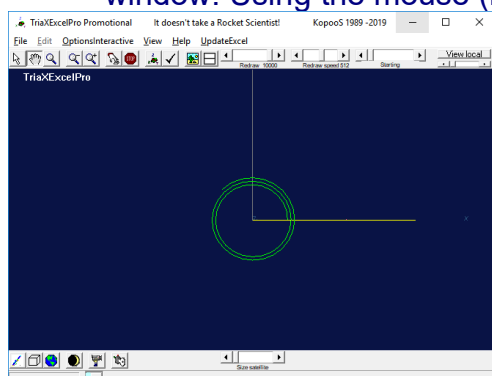 window. Using the mouse (
TriaXExcelPro Promotional It doesn't take a Rocket Scientist! KopooS 1989 -2019
File Edit OptionsInteractive View Help UpdateExcel
STOP
Redraw 10000 Redraw speed 512 Starting View local
TriaXExcelPro
X
Size satellite